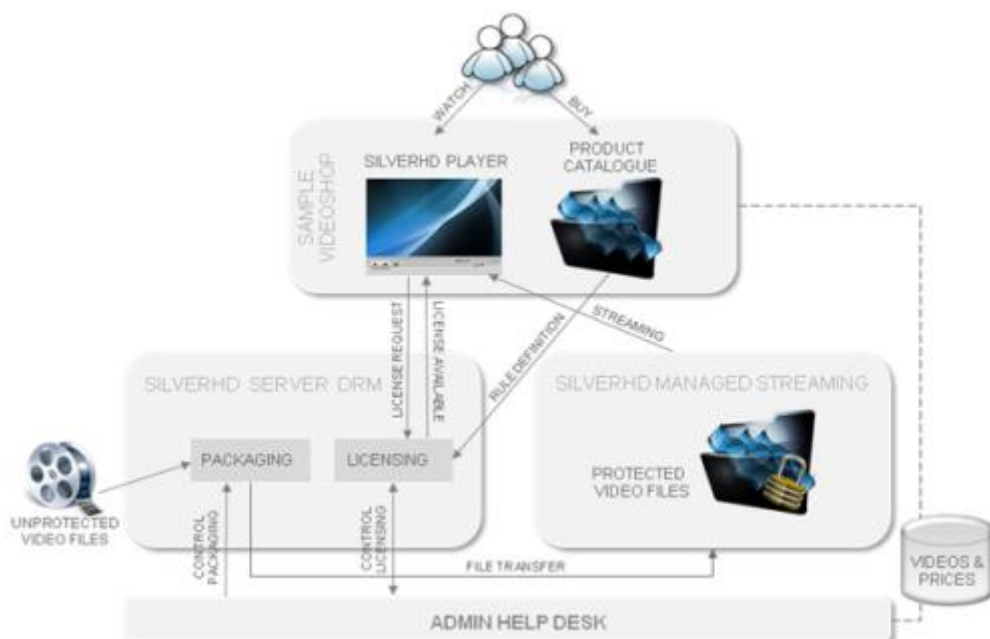 WATCH
BUY
SAMPLE
VIDEOSHOP
SILVERHD PLAYER
PRODUCT
CATALOGUE
LICENSE REQUEST
LICENSE AVAILABLE
RULE DEFINITION
STREAMING
SILVERHD SERVER DRM
SILVERHD MANAGED STREAMING
PACKAGING
LICENSING
PROTECTED
VIDEO FILES
UNPROTECTED
VIDEO FILES
CONTROL
PACKAGING
CONTROL
LICENSING
FILE TRANSFER
VIDEOS &
PRICES
ADMIN HELP DESK